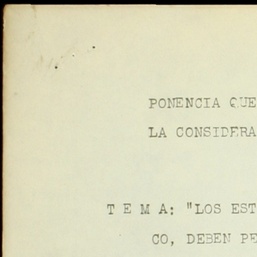 PONENCIA QUE
LA CONSIDERA
T E M A: "LOS EST
CO, DEBEN PE